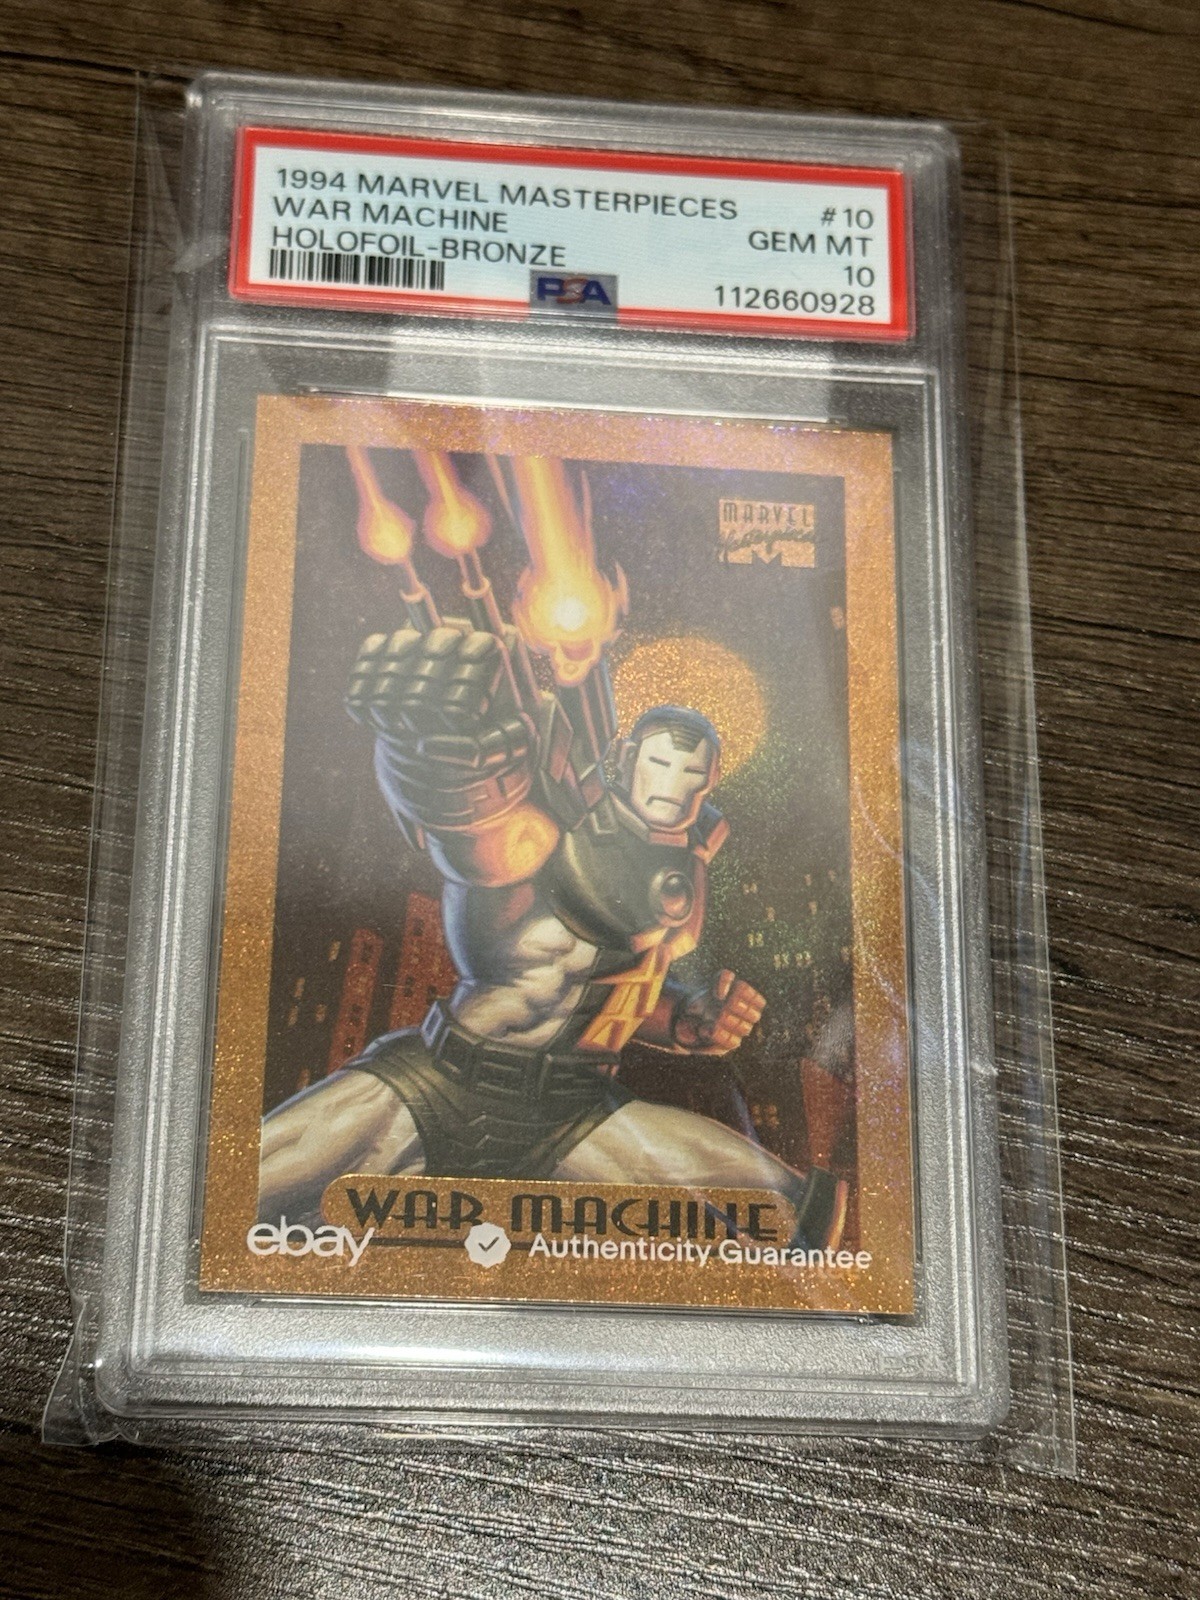 1994 MARVEL MASTERPIECES #10
WAR MACHINE GEM MT
HOLOFOIL-BRONZE 10
PSA 112660928
MARVEL
Masterpieces
WAR MACHINE
ebay Authenticity Guarantee